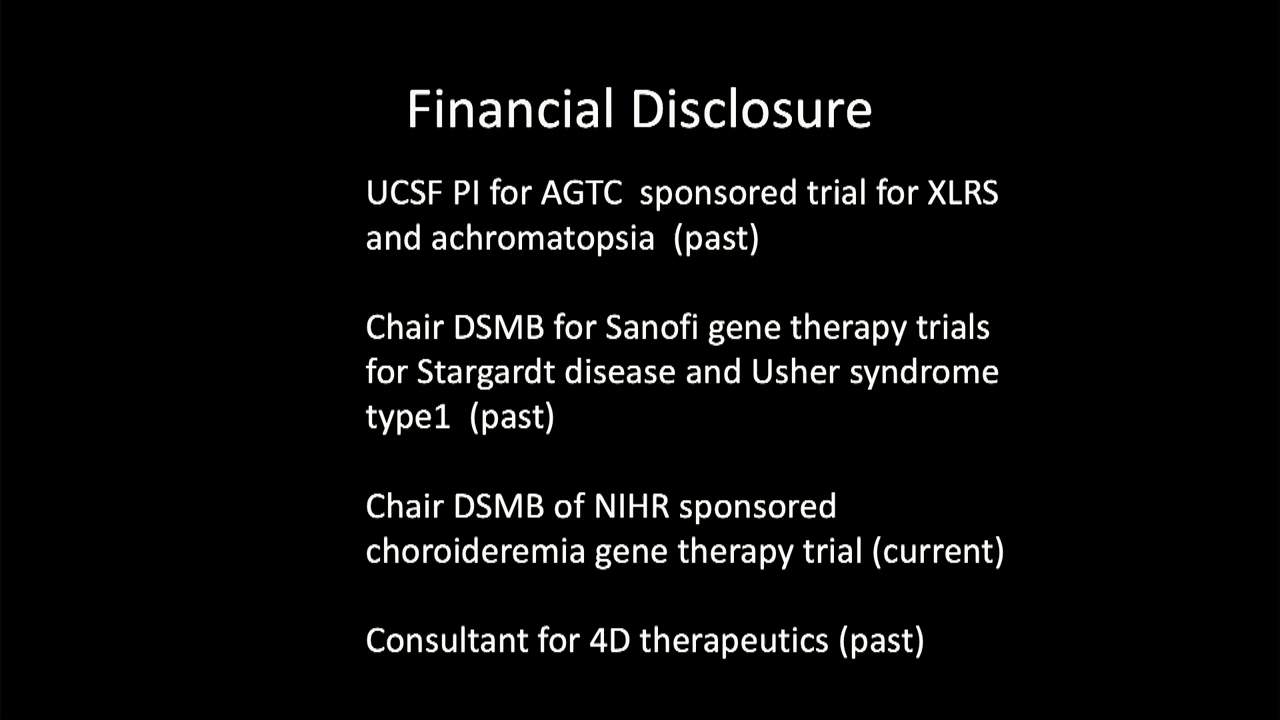 Financial Disclosure
UCSF PI for AGTC  sponsored trial for XLRS
and achromatopsia  (past)
Chair DSMB for Sanofi gene therapy trials
for Stargardt disease and Usher syndrome
type1  (past)
Chair DSMB of NIHR sponsored
choroideremia gene therapy trial (current)
Consultant for 4D therapeutics (past)